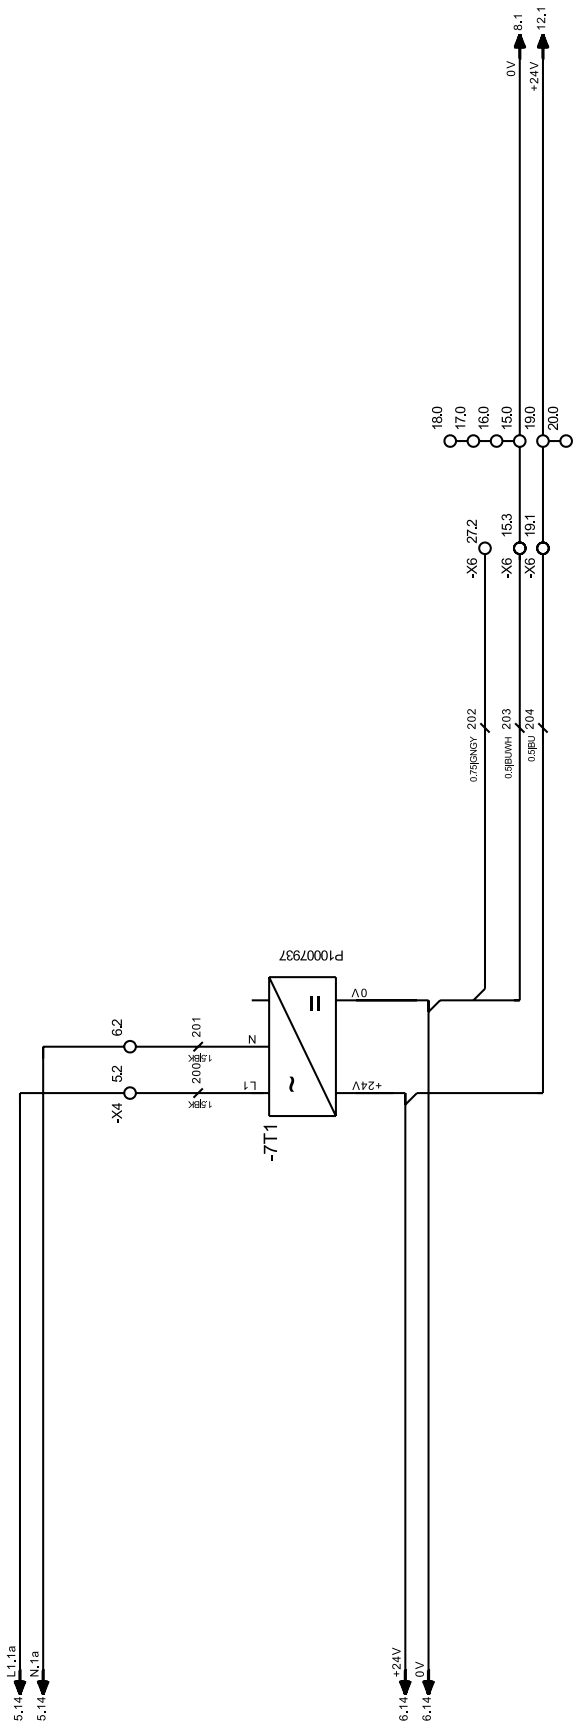 8.1
12.1
0V
+24V
18.0
17.0
16.0
15.0
19.0
20.0
27.2
15.3
19.1
-X6
-X6
-X6
202
203
204
0.75|GNGY
0.5|BUWH
0.5|BU
P10007937
0V
+24V
N
L1
-7T1
=
~
6.2
5.2
-X4
201
200
1.5|BK
1.5|BK
L1.1a
N.1a
5.14
5.14
+24V
0V
6.14
6.14